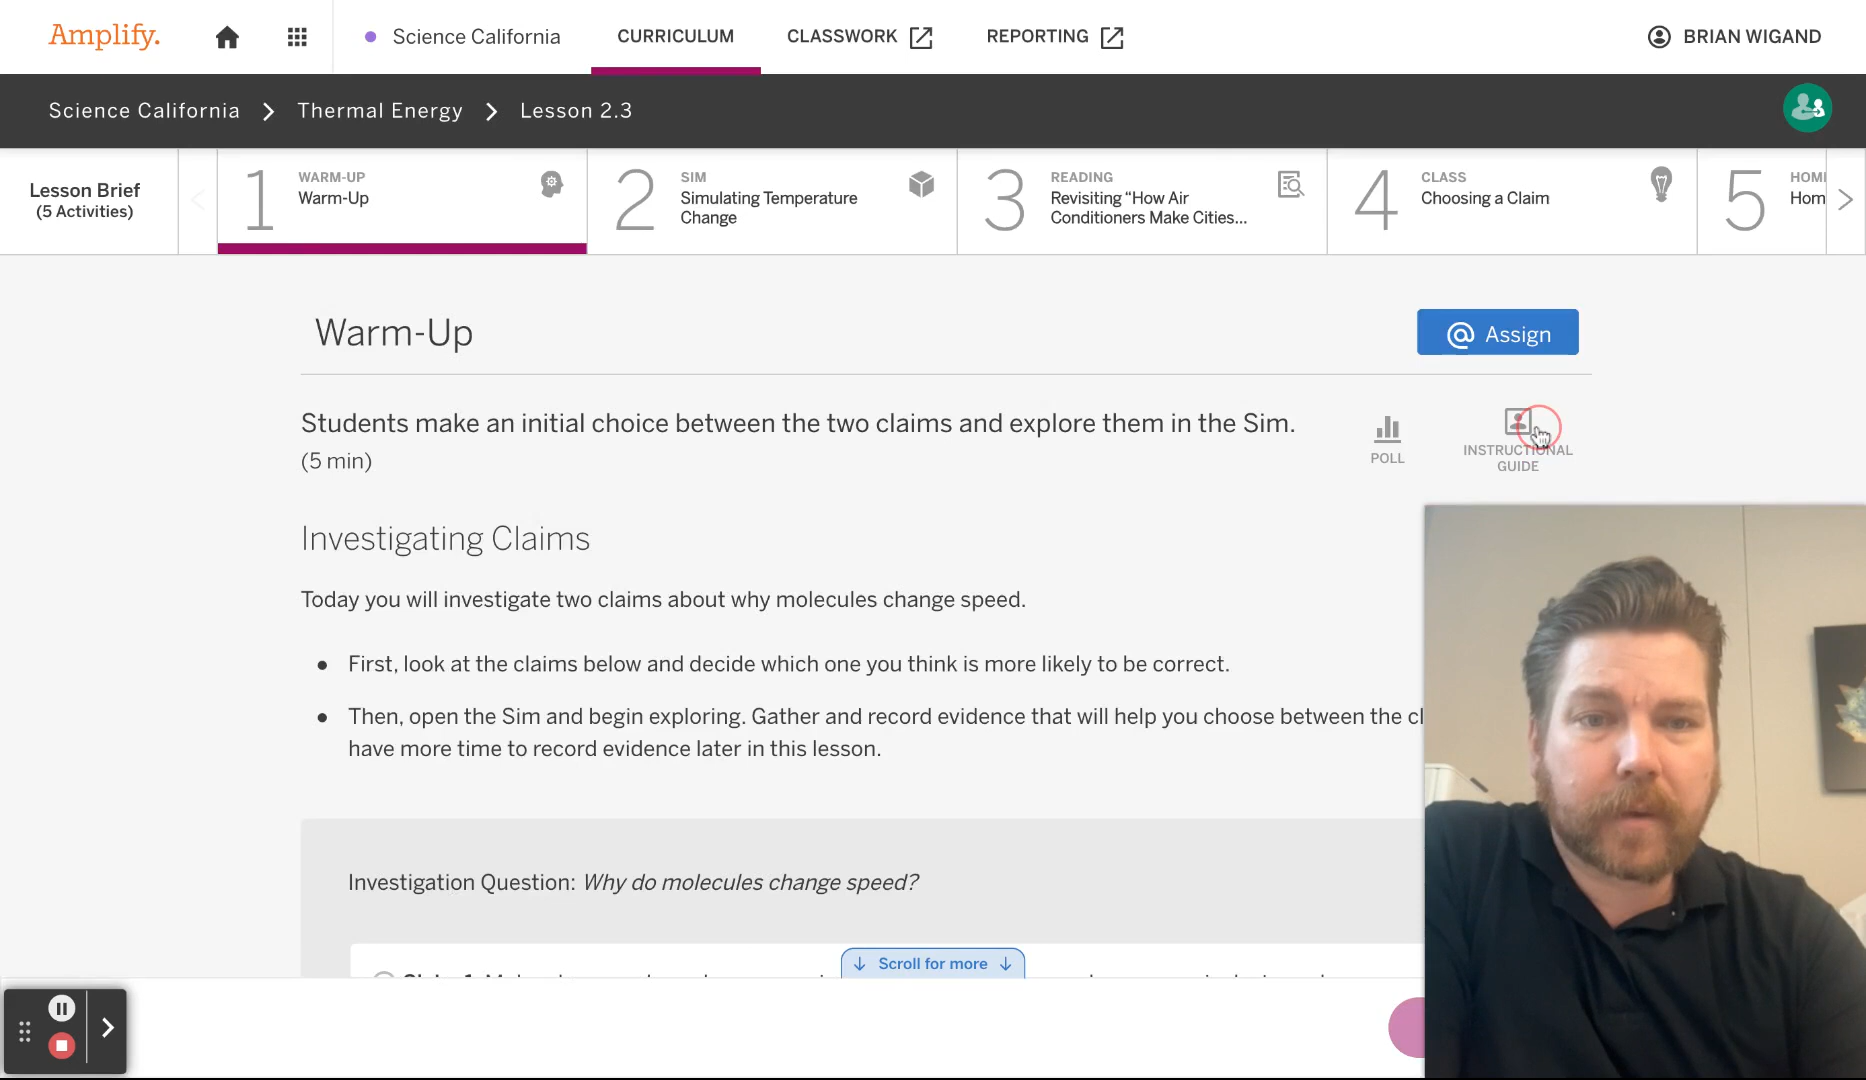 Amplify.
Science California
CURRICULUM
CLASSWORK
REPORTING
BRIAN WIGAND
Science California
Thermal Energy
Lesson 2.3
Lesson Brief
(5 Activities)
1
WARM-UP
Warm-Up
2
SIM
Simulating Temperature
Change
3
READING
Revisiting “How Air
Conditioners Make Cities...
4
CLASS
Choosing a Claim
5
HOM
Hom
Warm-Up
Assign
Students make an initial choice between the two claims and explore them in the Sim.
(5 min)
POLL
INSTRUCTIONAL
GUIDE
Investigating Claims
Today you will investigate two claims about why molecules change speed.
● First, look at the claims below and decide which one you think is more likely to be correct.
● Then, open the Sim and begin exploring. Gather and record evidence that will help you choose between the cl
have more time to record evidence later in this lesson.
Investigation Question: Why do molecules change speed?
Scroll for more